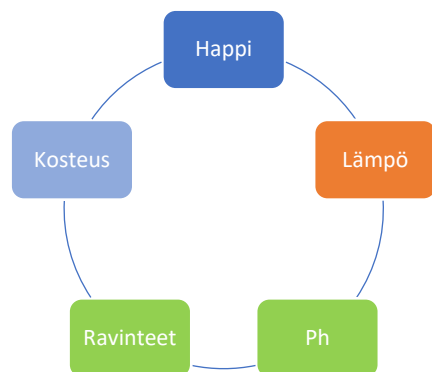 Happi
Lämpö
Ph
Ravinteet
Kosteus